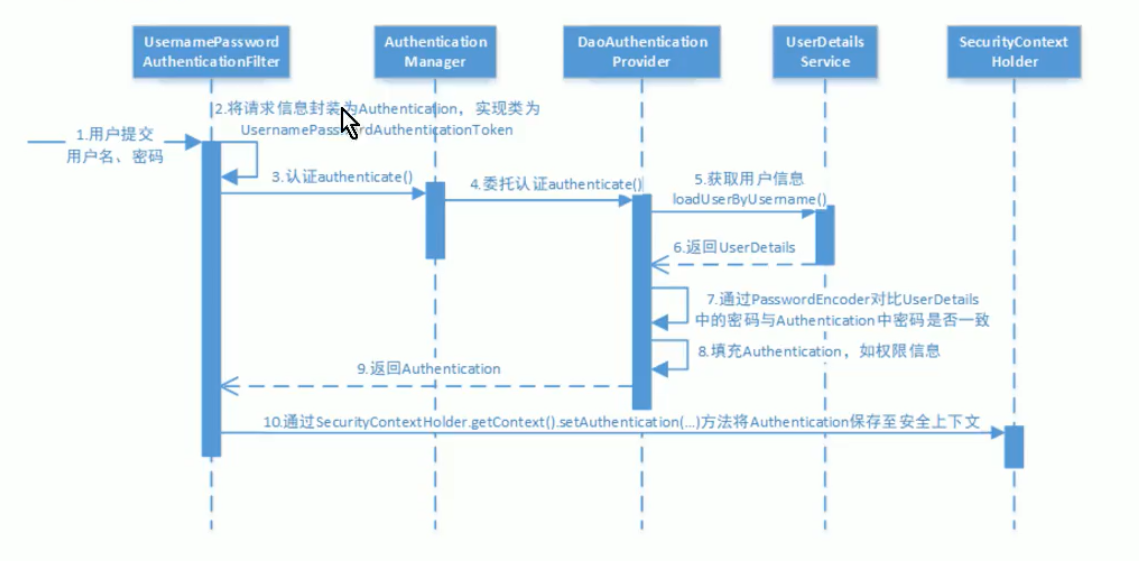 UsernamePassword
AuthenticationFilter
Authentication
Manager
DaoAuthentication
Provider
UserDetails
Service
SecurityContext
Holder
2.将请求信息封装为Authentication，实现类为
UsernamePasswordAuthenticationToken
1.用户提交
用户名、密码
3.认证authenticate()
4.委托认证authenticate()
5.获取用户信息
loadUserByUsername()
6.返回UserDetails
7.通过PasswordEncoder对比UserDetails
中的密码与Authentication中密码是否一致
8.填充Authentication，如权限信息
9.返回Authentication
10.通过SecurityContextHolder.getContext().setAuthentication(...)方法将Authentication保存至安全上下文